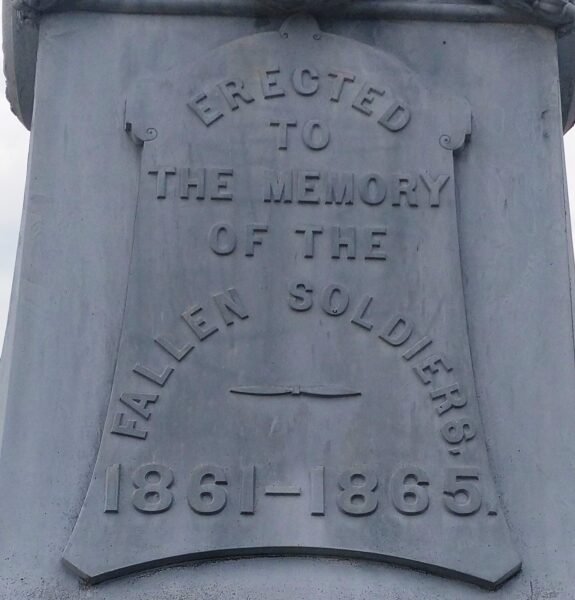 ERECTED
TO
THE MEMORY
OF THE
FALLEN SOLDIERS,
1861-1865.